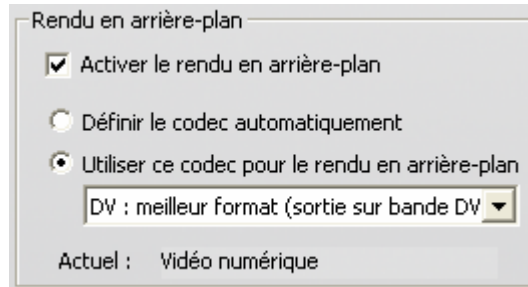 Rendu en arrière-plan
Activer le rendu en arrière-plan
Définir le codec automatiquement
Utiliser ce codec pour le rendu en arrière-plan
DV : meilleur format (sortie sur bande DV
Actuel : Vidéo numérique